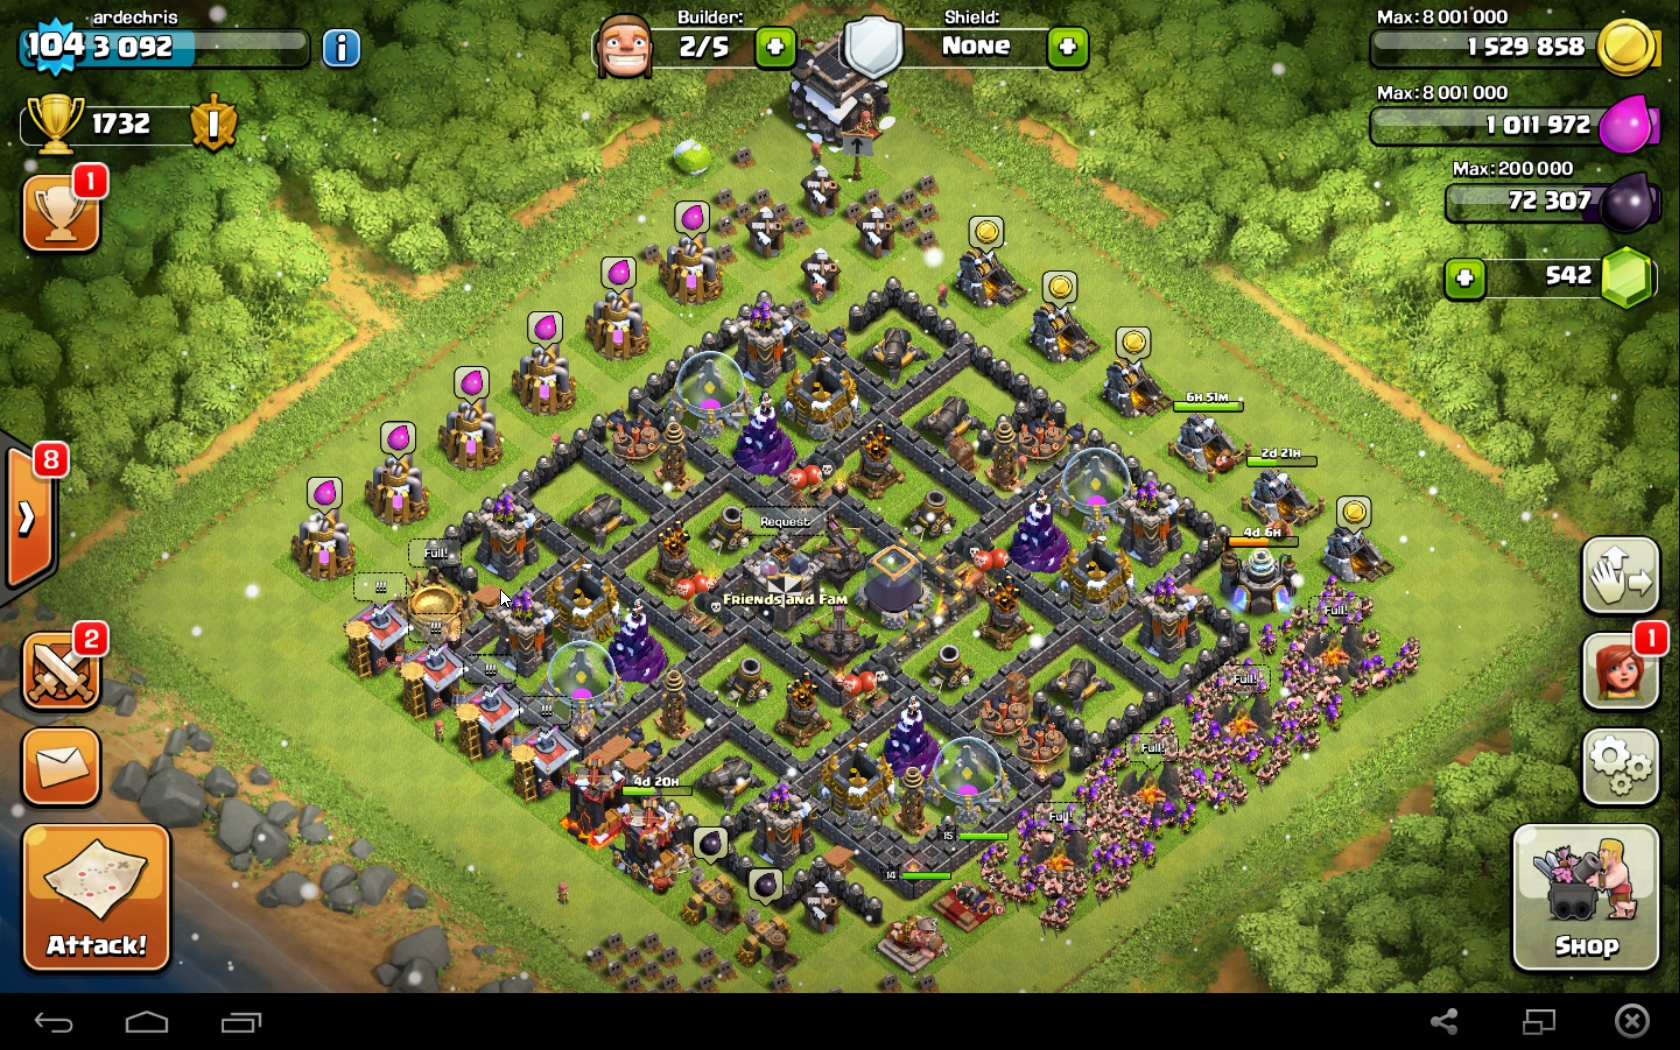 ardechris
104 3 092
i
Builder:
2/5
Shield:
None
Max: 8 001 000
1 529 858
1732
Max: 8 001 000
1 011 972
Max: 200 000
72 307
542
1
6H 51M
2d 21H
8
Request
4d 6H
Full!
Friends and Fam
Full!
2
1
Full!
Full!
4d 20H
Full!
15
14
Attack!
Shop